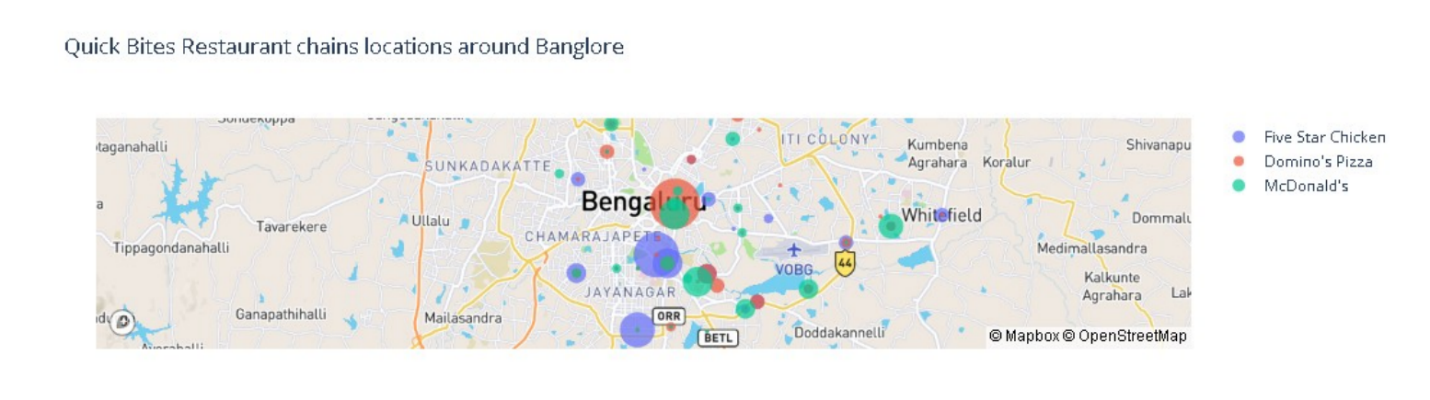 Quick Bites Restaurant chains locations around Banglore
Five Star Chicken
Domino's Pizza
McDonald's
ITI COLONY
Kumbena
Agrahara
Koralur
Shivanapu
taganahalli
SUNKADAKATTE
Bengaluru
Whitefield
Dommalu
a
Tavarekere
Ullalu
CHAMARAJAPETE
Tippagondanahalli
VOBG
44
Medimallasandra
Kalkunte
Agrahara
Lak
JAYANAGAR
Ganapathihalli
Mailasandra
ORR
BETL
Doddakannelli
© Mapbox © OpenStreetMap